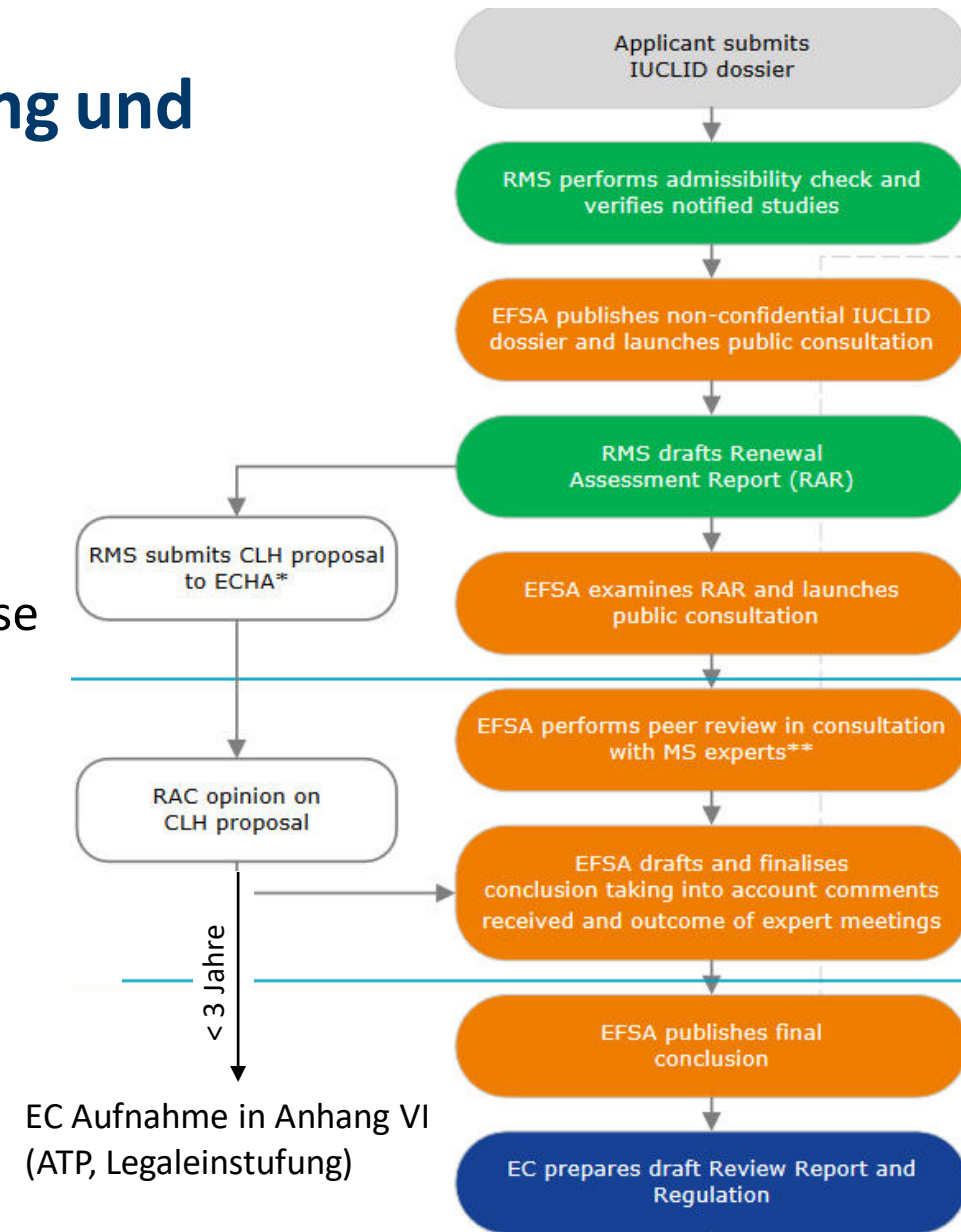 ng und
Applicant submits
IUCLID dossier
RMS performs admissibility check and
verifies notified studies
EFSA publishes non-confidential IUCLID
dossier and launches public consultation
RMS drafts Renewal
Assessment Report (RAR)
RMS submits CLH proposal
to ECHA*
se
EFSA examines RAR and launches
public consultation
EFSA performs peer review in consultation
with MS experts**
RAC opinion on
CLH proposal
EFSA drafts and finalises
conclusion taking into account comments
received and outcome of expert meetings
< 3 Jahre
EFSA publishes final
conclusion
EC Aufnahme in Anhang VI
(ATP, Legaleinstufung)
EC prepares draft Review Report and
Regulation